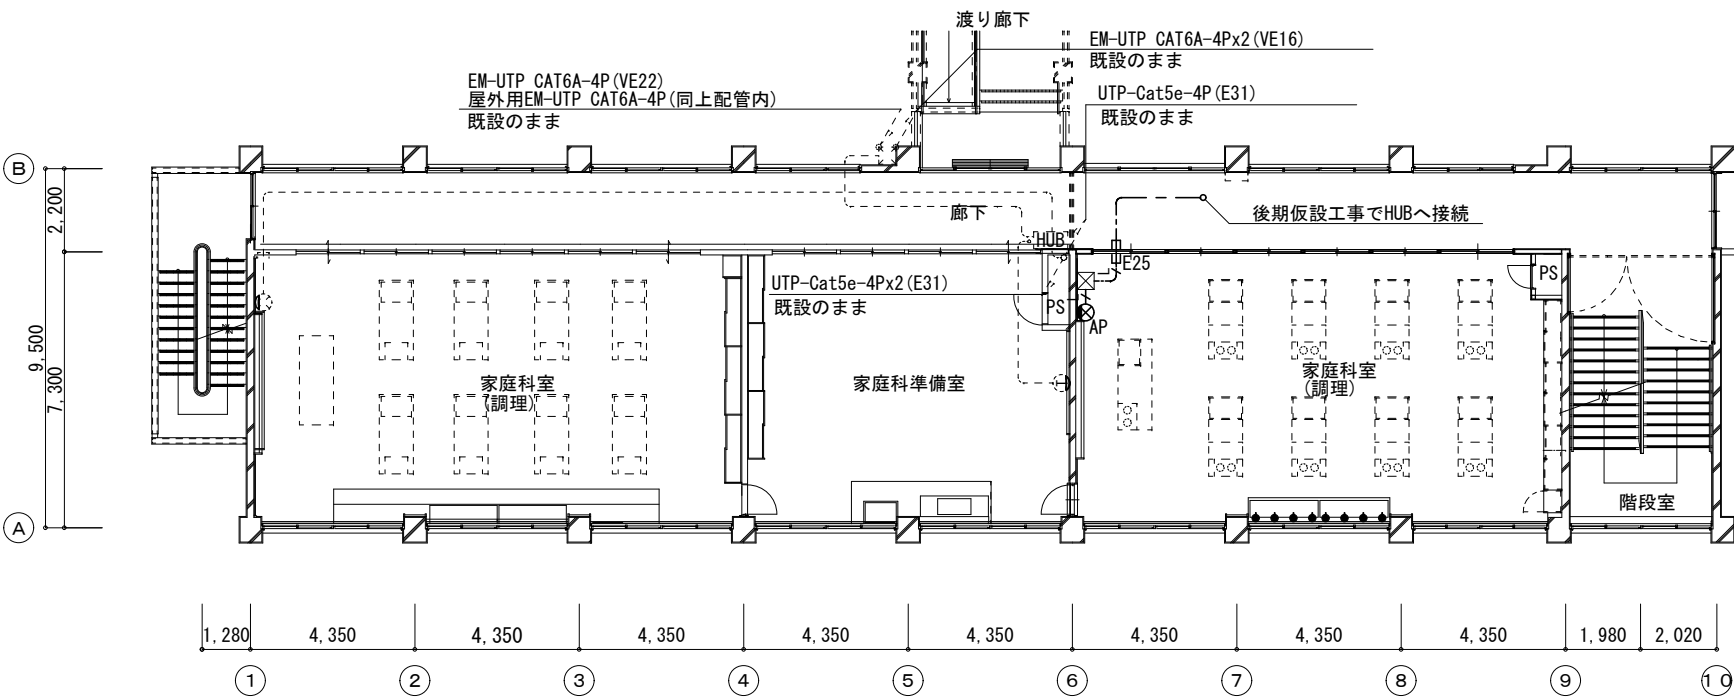 渡り廊下
EM-UTP CAT6A-4Px2(VE16)
既設のまま
EM-UTP CAT6A-4P(VE22)
屋外用EM-UTP CAT6A-4P(同上配管内)
既設のまま
UTP-Cat5e-4P(E31)
既設のまま
B
2,200
9,500
7,300
A
廊下
HUB
後期仮設工事でHUBへ接続
E25
UTP-Cat5e-4Px2(E31)
既設のまま
PS
PS
AP
家庭科室
(調理)
家庭科準備室
家庭科室
(調理)
階段室
1,280
4,350
4,350
4,350
4,350
4,350
4,350
4,350
4,350
1,980
2,020
1
2
3
4
5
6
7
8
9
10